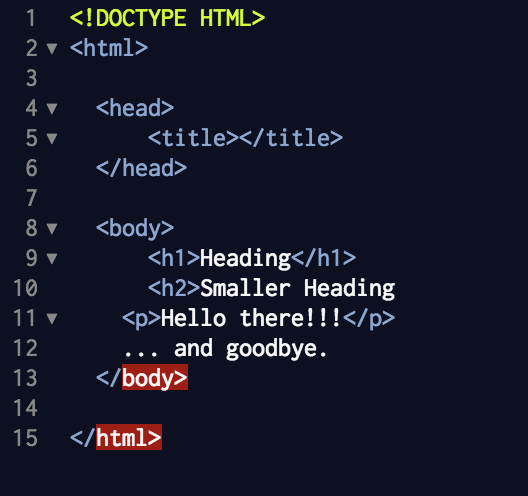 1 <!DOCTYPE HTML>
2 ▼ <html>
3
4 ▼ <head>
5 ▼ <title></title>
6 </head>
7
8 ▼ <body>
9 ▼ <h1>Heading</h1>
10 <h2>Smaller Heading
11 ▼ <p>Hello there!!!</p>
12 ... and goodbye.
13 </body>
14
15 </html>